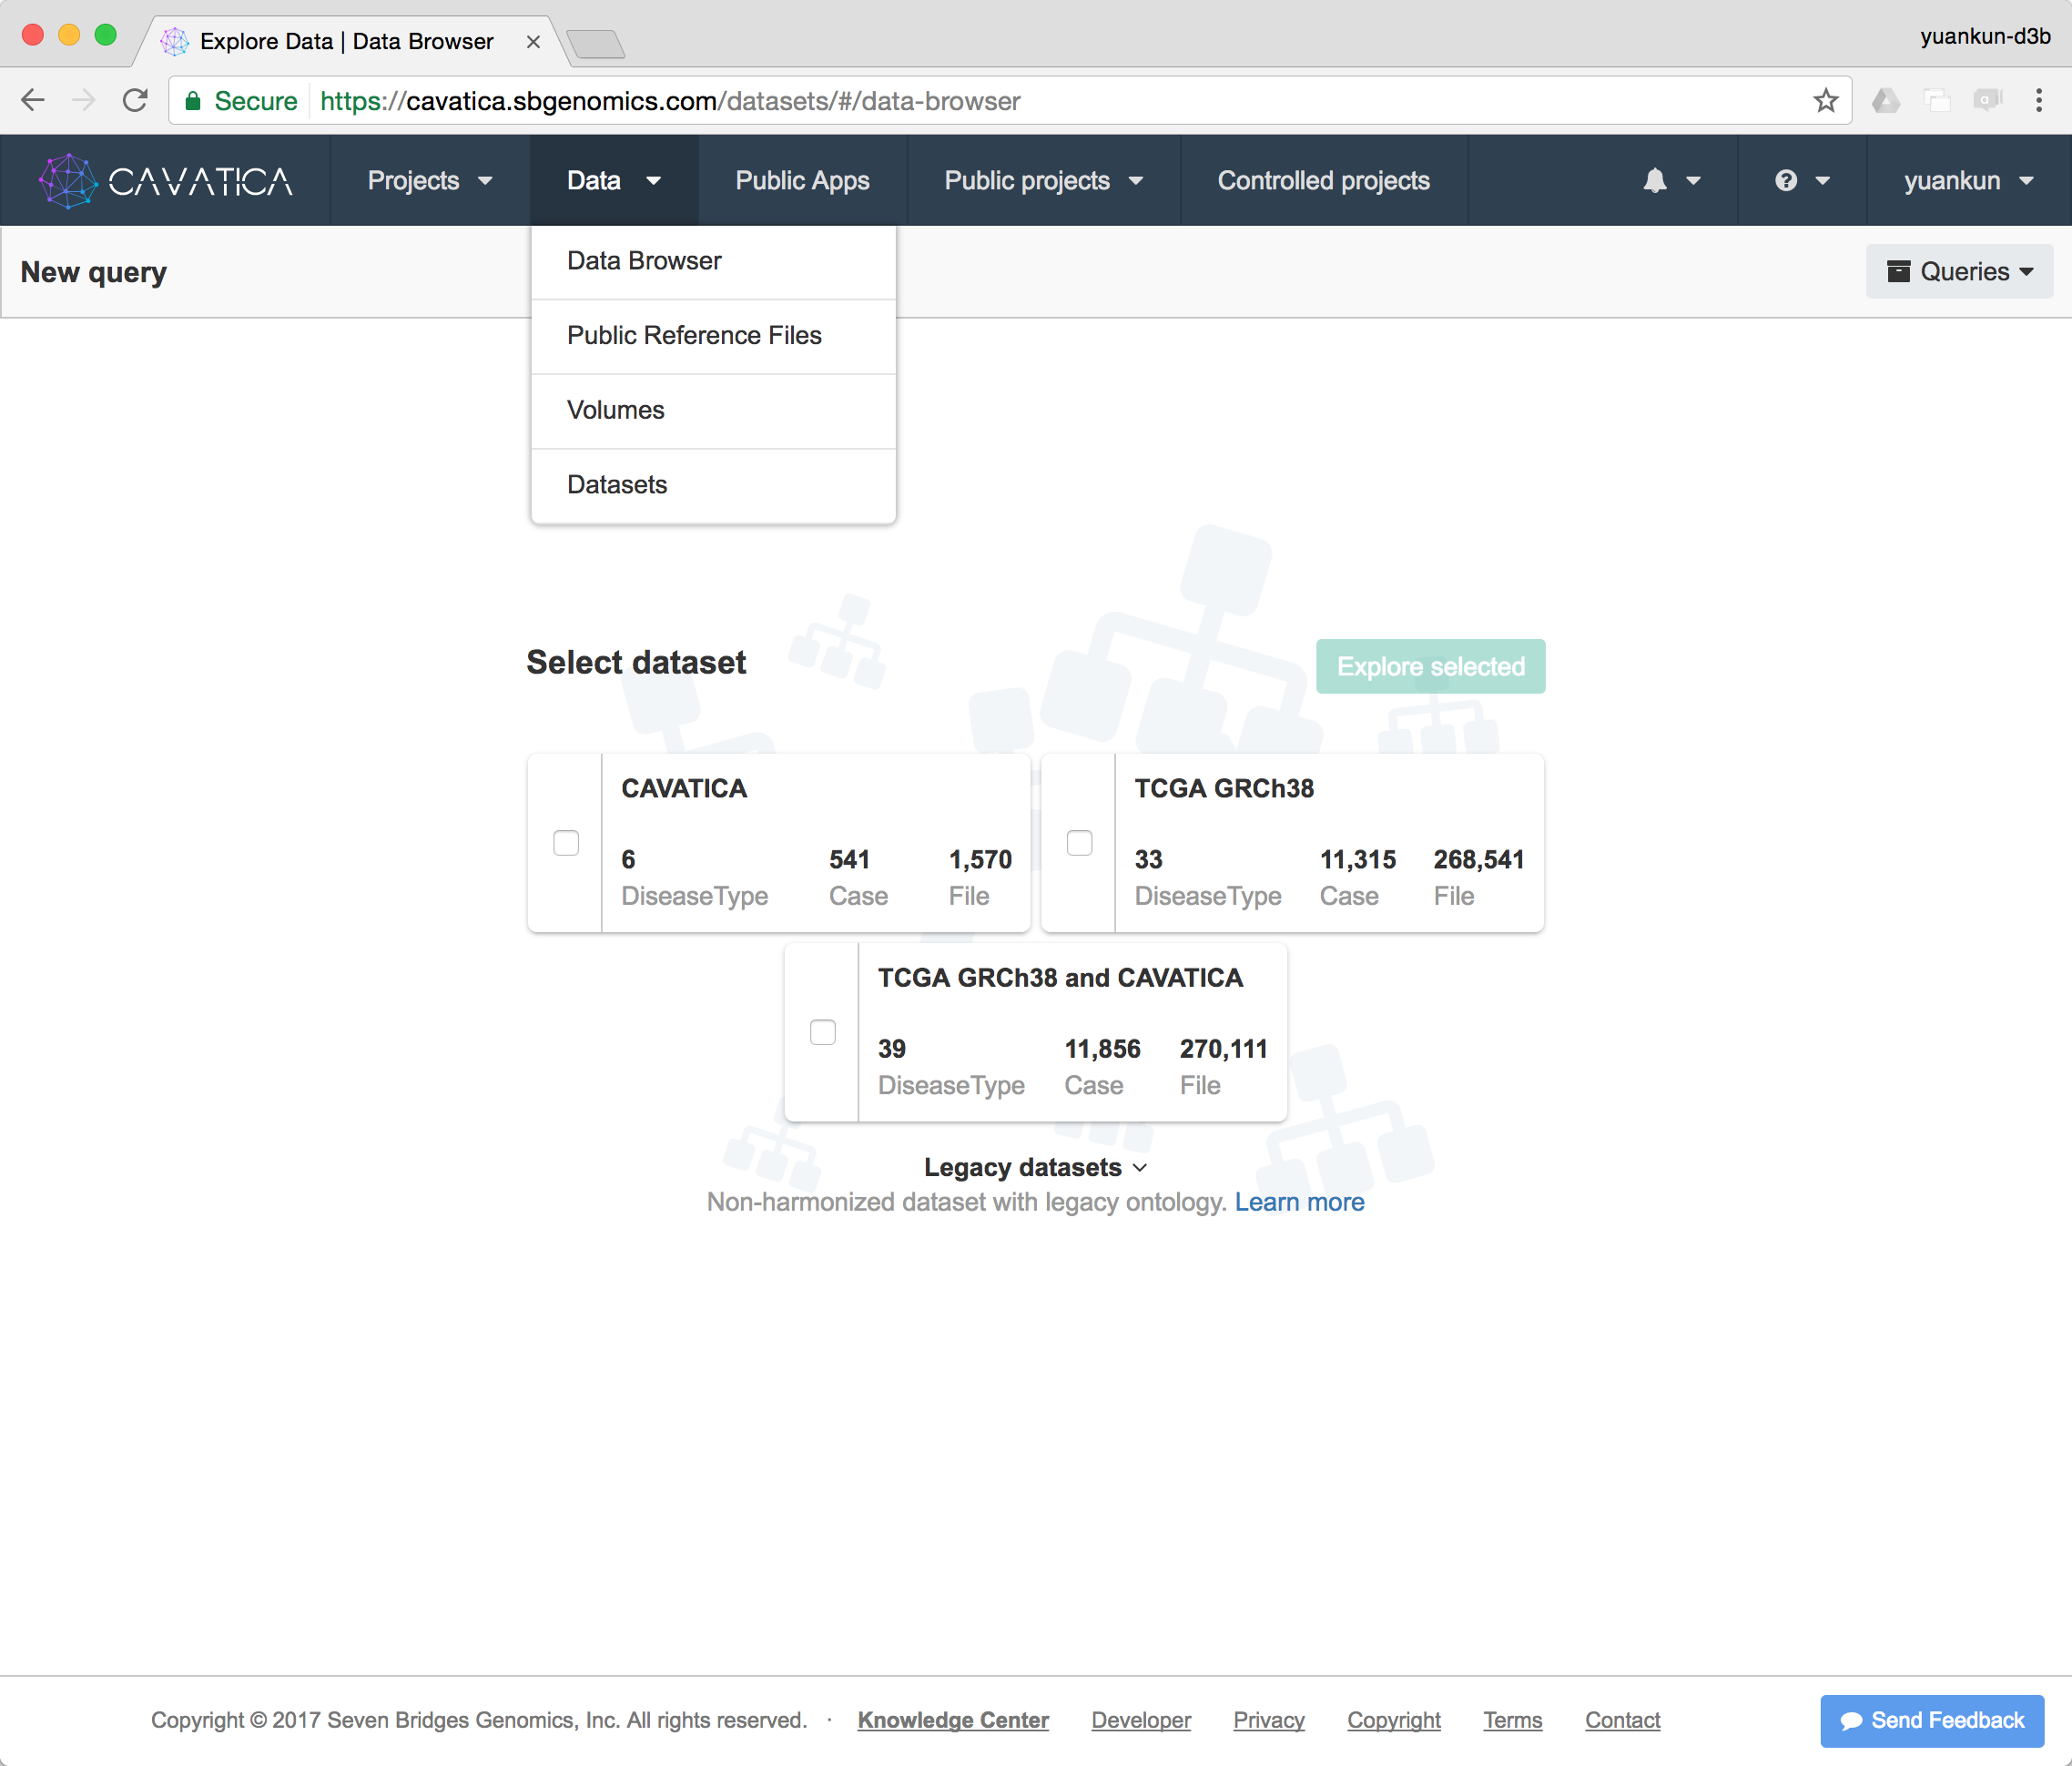 Explore Data | Data Browser
yuankun-d3b
Secure https://cavatica.sbgenomics.com/datasets/#/data-browser
CAVATICA Projects Data Public Apps Public projects Controlled projects yuankun
New query
Queries
Data Browser
Public Reference Files
Volumes
Datasets
Select dataset
Explore selected
CAVATICA
6 541 1,570
DiseaseType Case File
TCGA GRCh38
33 11,315 268,541
DiseaseType Case File
TCGA GRCh38 and CAVATICA
39 11,856 270,111
DiseaseType Case File
Legacy datasets
Non-harmonized dataset with legacy ontology. Learn more
Copyright © 2017 Seven Bridges Genomics, Inc. All rights reserved. · Knowledge Center Developer Privacy Copyright Terms Contact
Send Feedback